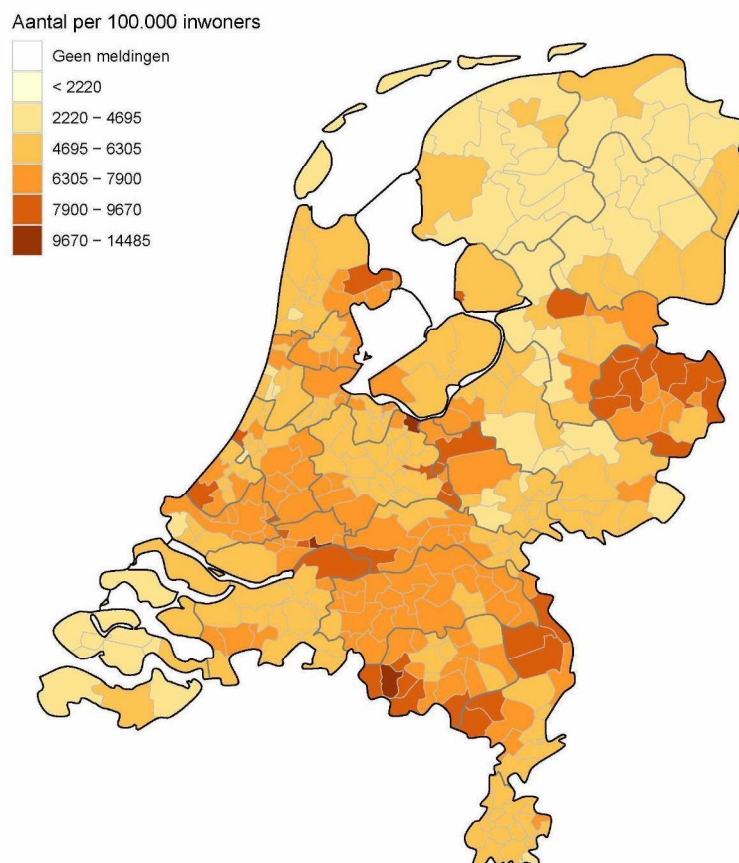 Aantal per 100.000 inwoners
Geen meldingen
< 2220
2220 − 4695
4695 − 6305
6305 − 7900
7900 − 9670
9670 − 14485